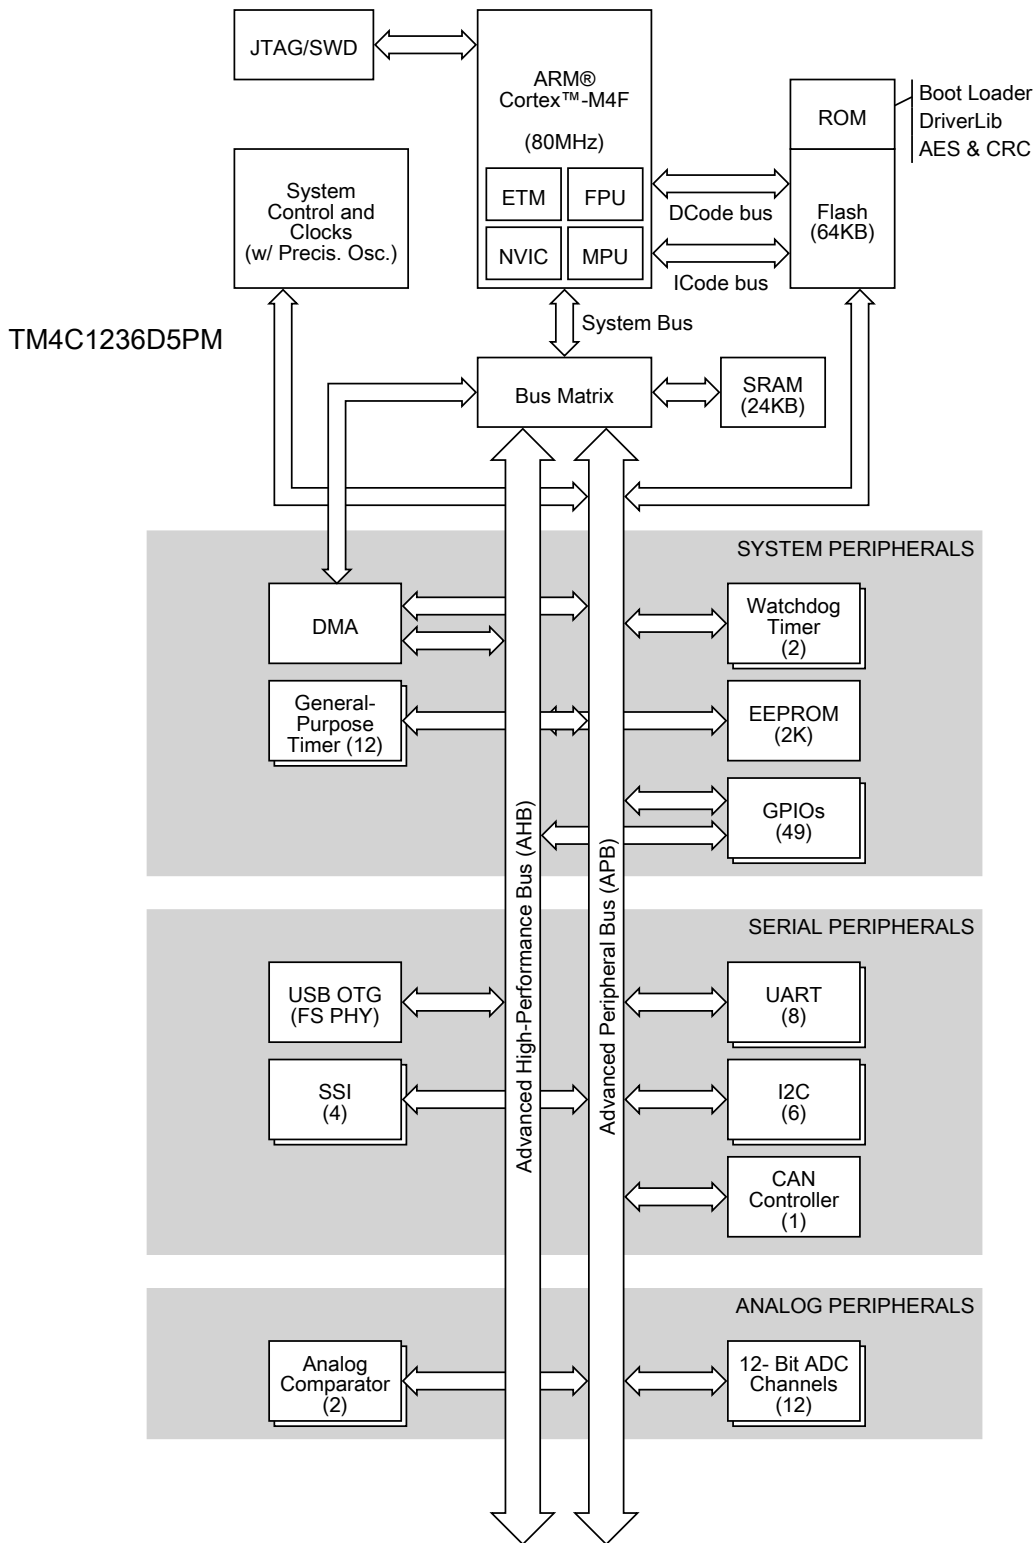 JTAG/SWD
ARM®
Cortex™-M4F
(80MHz)
ETM
FPU
NVIC
MPU
ROM
Boot Loader
DriverLib
AES & CRC
Flash
(64KB)
DCode bus
ICode bus
System
Control and
Clocks
(w/ Precis. Osc.)
TM4C1236D5PM
System Bus
Bus Matrix
SRAM
(24KB)
SYSTEM PERIPHERALS
DMA
Watchdog
Timer
(2)
General-
Purpose
Timer (12)
EEPROM
(2K)
GPIOs
(49)
Advanced High-Performance Bus (AHB)
Advanced Peripheral Bus (APB)
SERIAL PERIPHERALS
USB OTG
(FS PHY)
UART
(8)
SSI
(4)
I2C
(6)
CAN
Controller
(1)
ANALOG PERIPHERALS
Analog
Comparator
(2)
12- Bit ADC
Channels
(12)